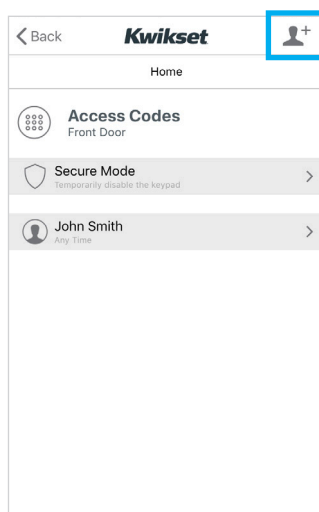 Back Kwikset
Home
Access Codes
Front Door
Secure Mode
Temporarily disable the keypad
John Smith
Any Time